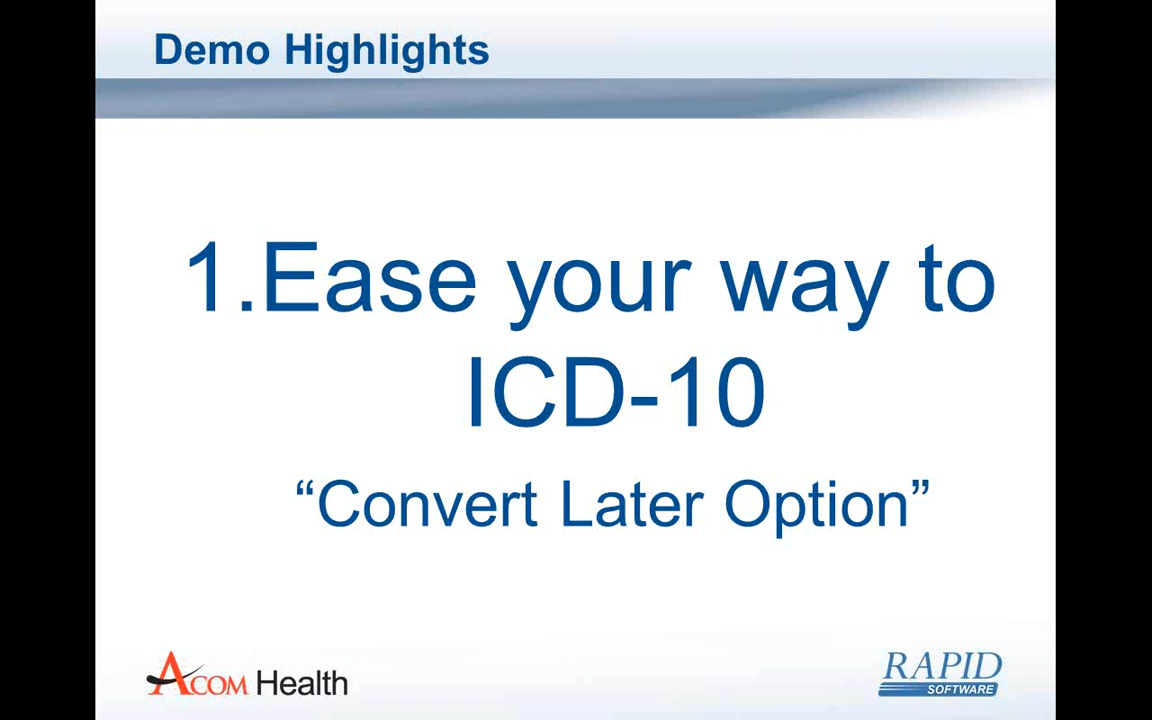 Demo Highlights
1.Ease your way to
ICD-10
“Convert Later Option”
ACOM Health
RAPID
SOFTWARE